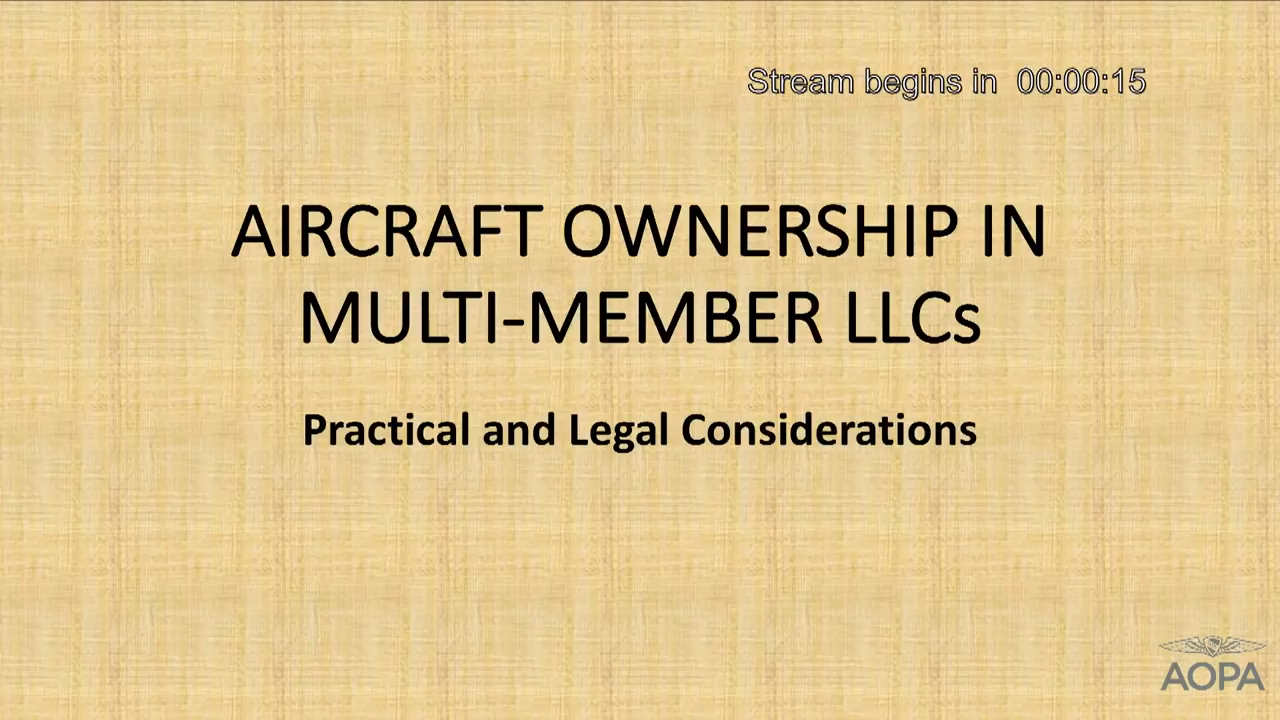 Stream begins in 00:00:15
AIRCRAFT OWNERSHIP IN
MULTI-MEMBER LLCs
Practical and Legal Considerations
AOPA